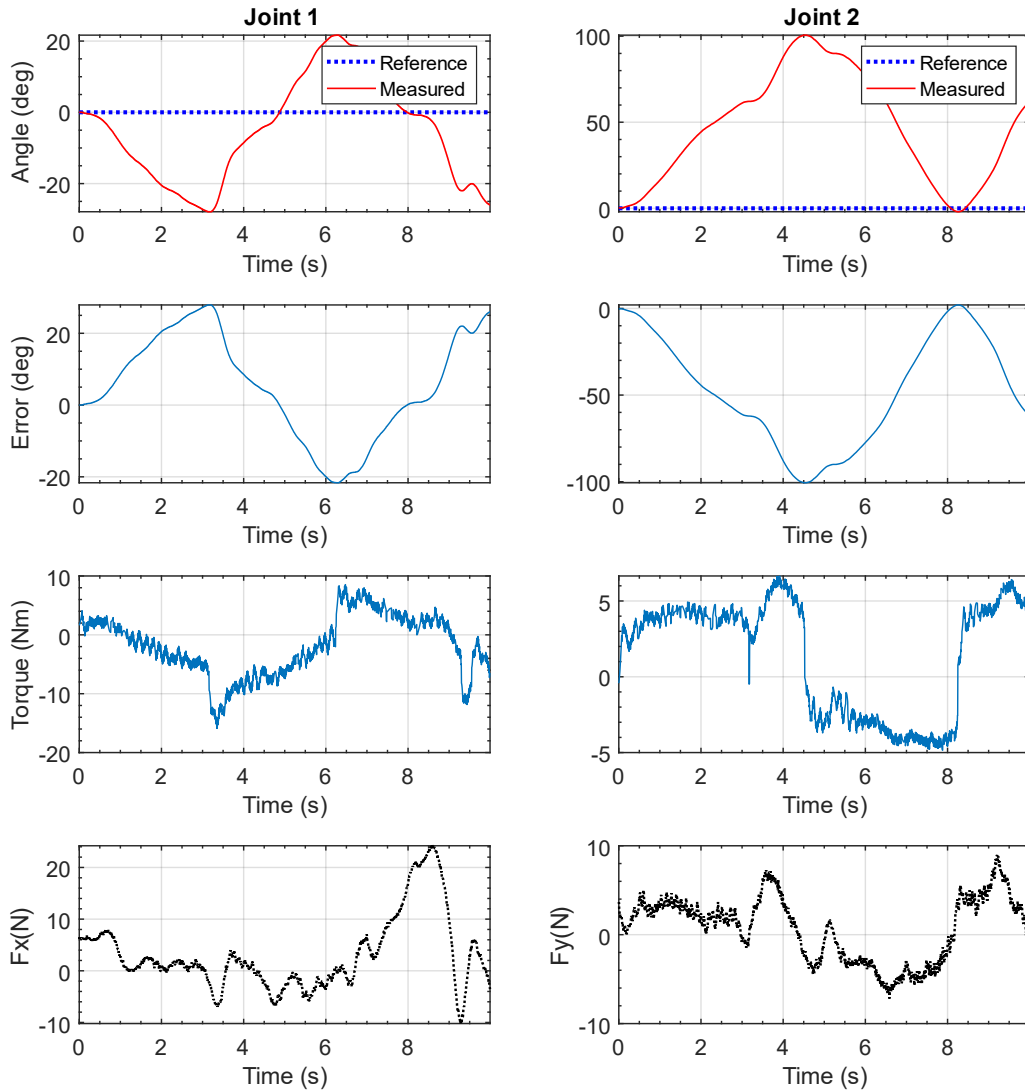 Joint 1
Joint 2
20
0
-20
Angle (deg)
Reference
Measured
0 2 4 6 8
Time (s)
100
50
0
Reference
Measured
0 2 4 6 8
Time (s)
20
0
-20
Error (deg)
0 2 4 6 8
Time (s)
0
-50
-100
0 2 4 6 8
Time (s)
10
0
-10
-20
Torque (Nm)
0 2 4 6 8
Time (s)
5
0
-5
0 2 4 6 8
Time (s)
20
10
0
-10
Fx(N)
0 2 4 6 8
Time (s)
10
0
-10
Fy(N)
0 2 4 6 8
Time (s)